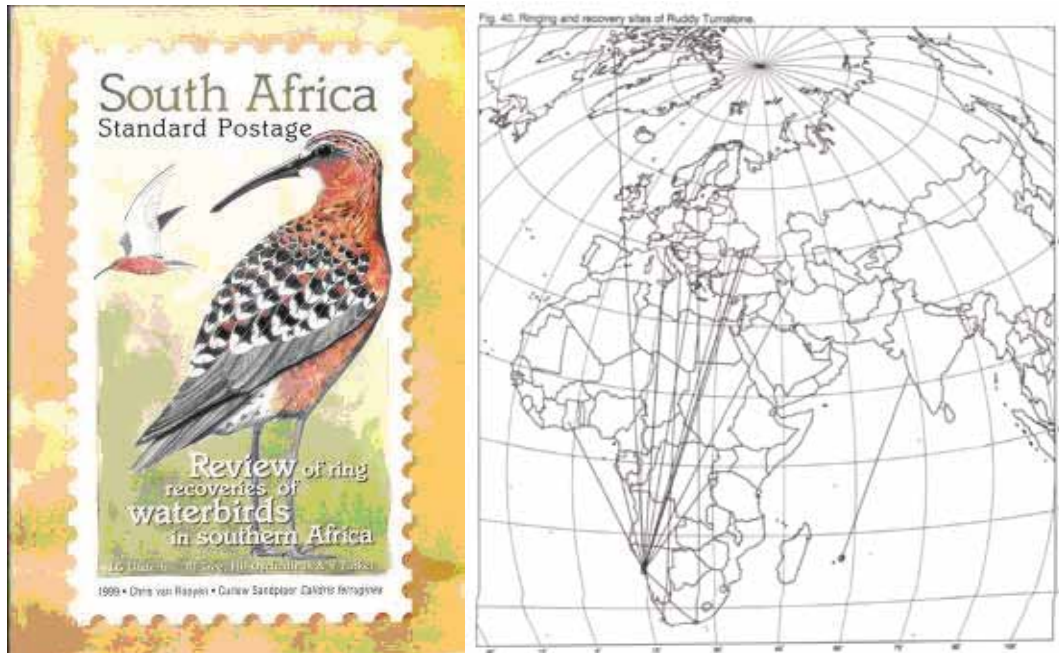 South Africa
Standard Postage
Review of ring
recoveries of
waterbirds
in southern Africa
1999 • Chris van Rooyen • Curlew Sandpiper Calidris ferruginea
Fig. 40. Ringing and recovery sites of Ruddy Turnstone.